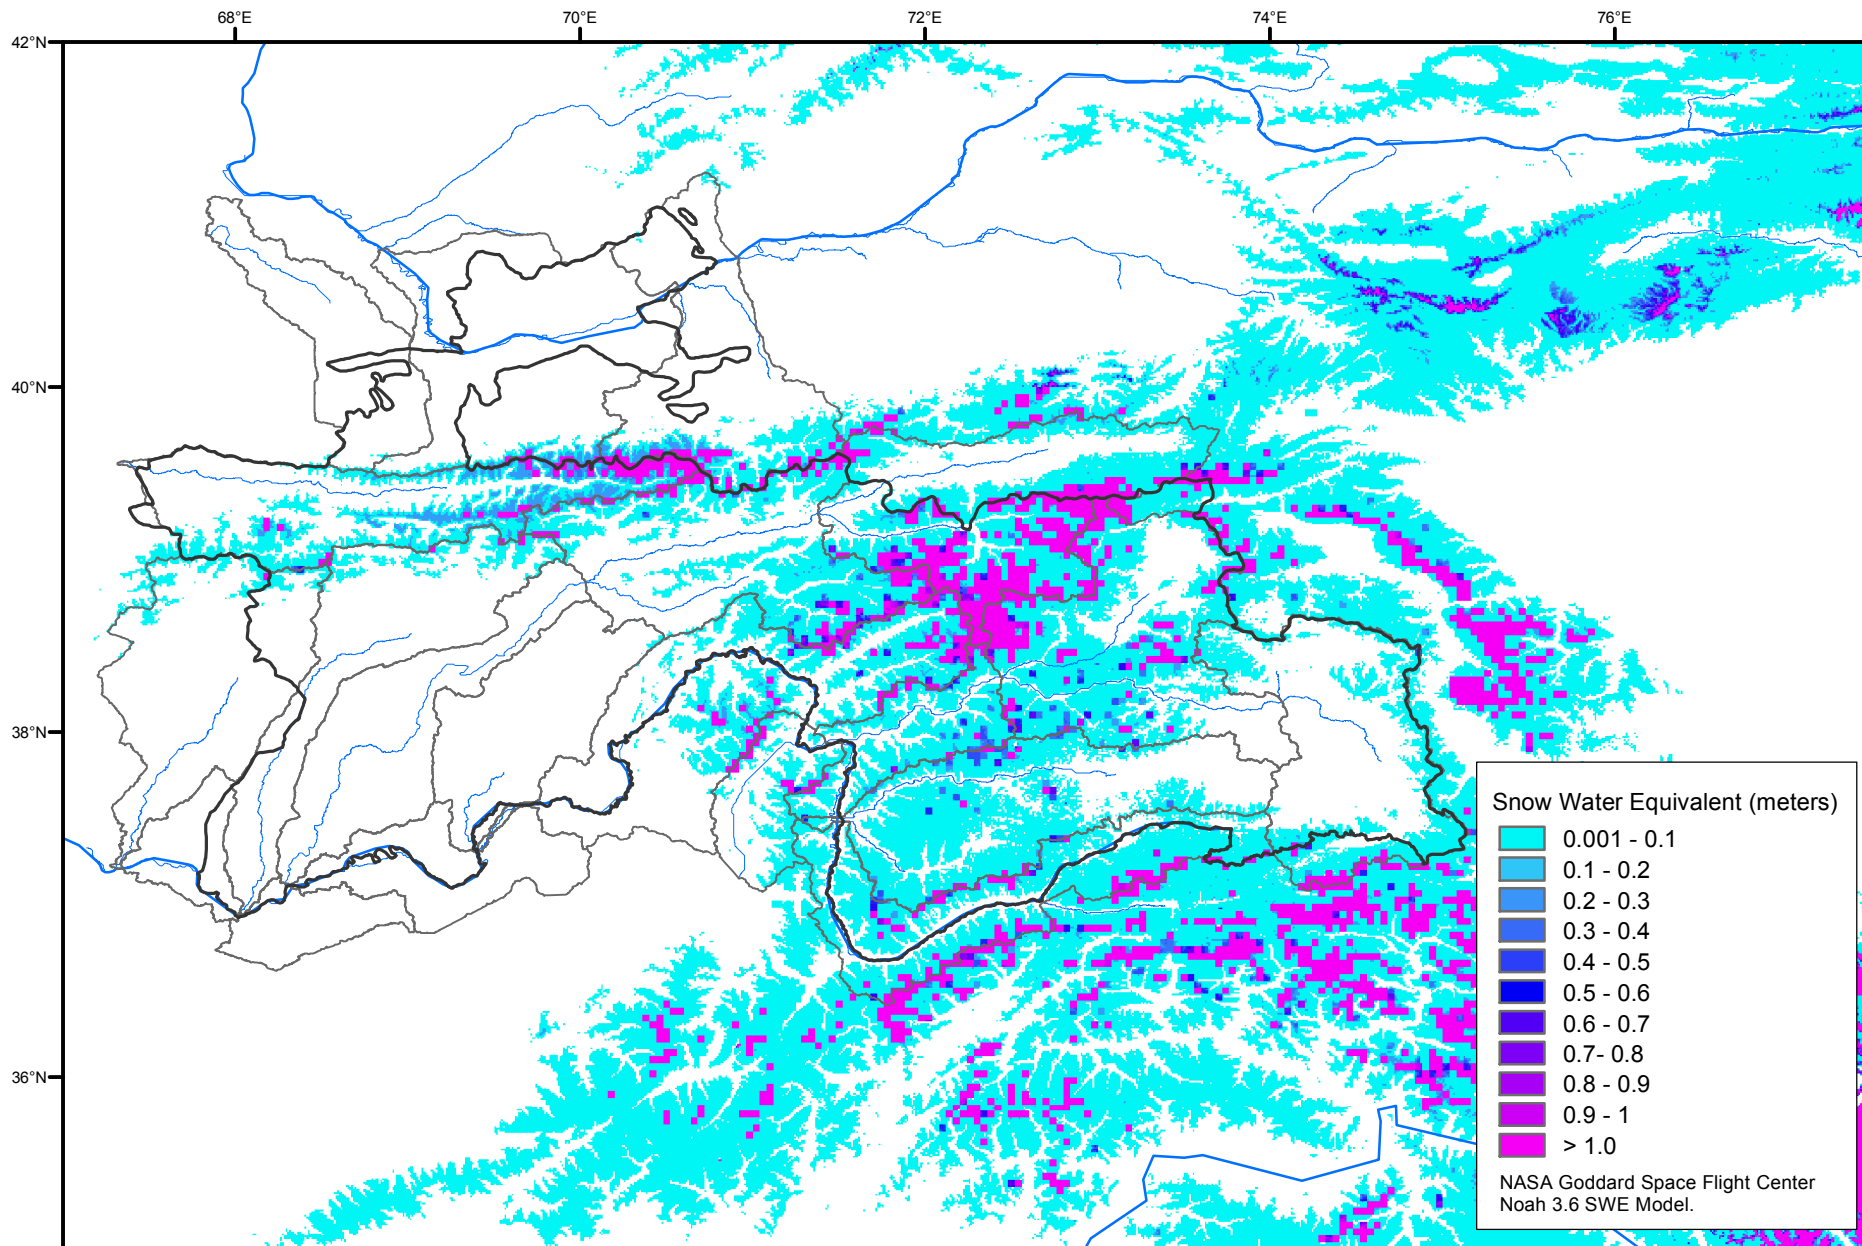 68°E 70°E 72°E 74°E 76°E
42°N
40°N
38°N
36°N
Snow Water Equivalent (meters)
0.001 - 0.1
0.1 - 0.2
0.2 - 0.3
0.3 - 0.4
0.4 - 0.5
0.5 - 0.6
0.6 - 0.7
0.7- 0.8
0.8 - 0.9
0.9 - 1
> 1.0
NASA Goddard Space Flight Center
Noah 3.6 SWE Model.